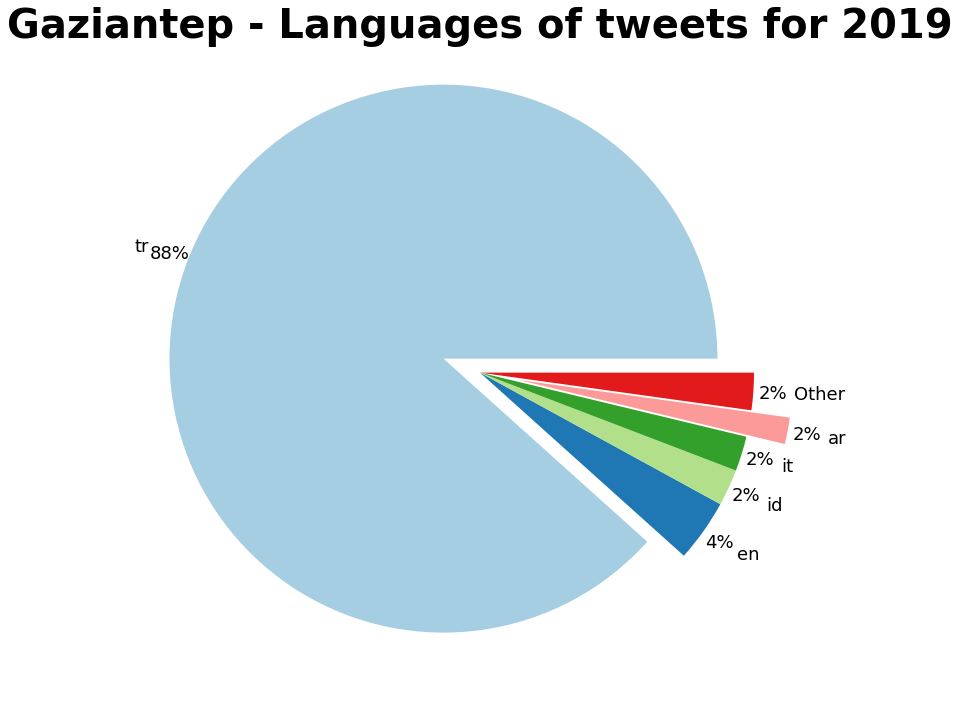 Gaziantep - Languages of tweets for 2019
tr
88%
2%
Other
2%
ar
2%
it
2%
id
4%
en